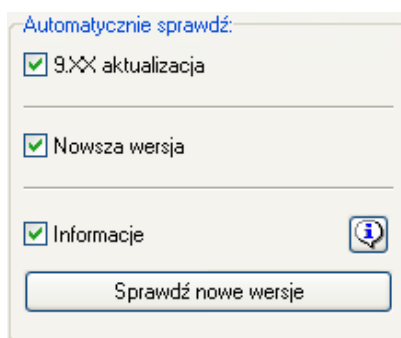 Automatycznie sprawdź:
9.XX aktualizacja
Nowsza wersja
Informacje
Sprawdź nowe wersje